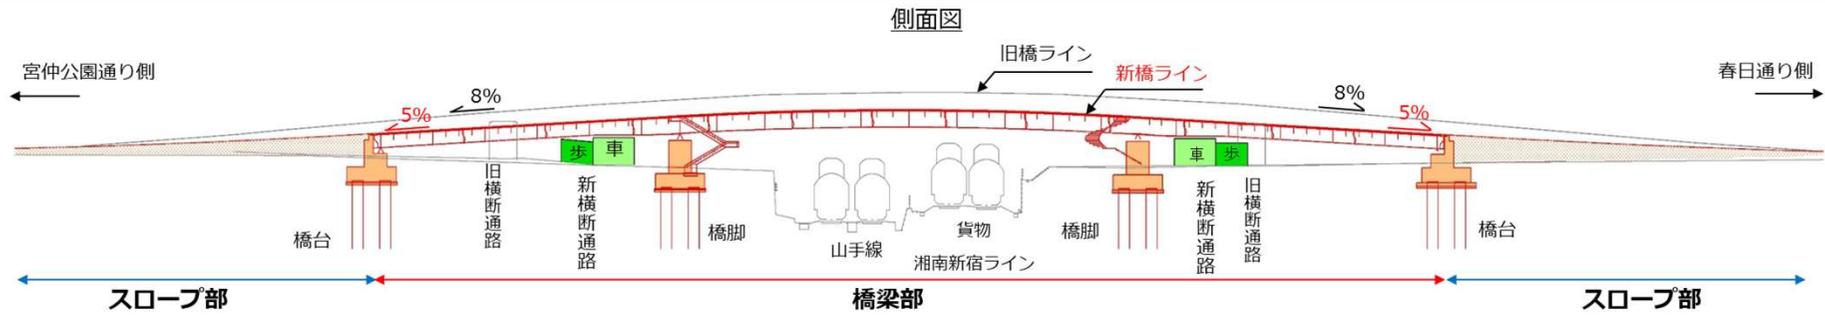 側面図
宮仲公園通り側
旧橋ライン
新橋ライン
春日通り側
8%
5%
8%
5%
歩
車
車
歩
旧横断通路
新横断通路
新横断通路
旧横断通路
橋台
橋脚
山手線
貨物
湘南新宿ライン
橋脚
橋台
スロープ部
橋梁部
スロープ部